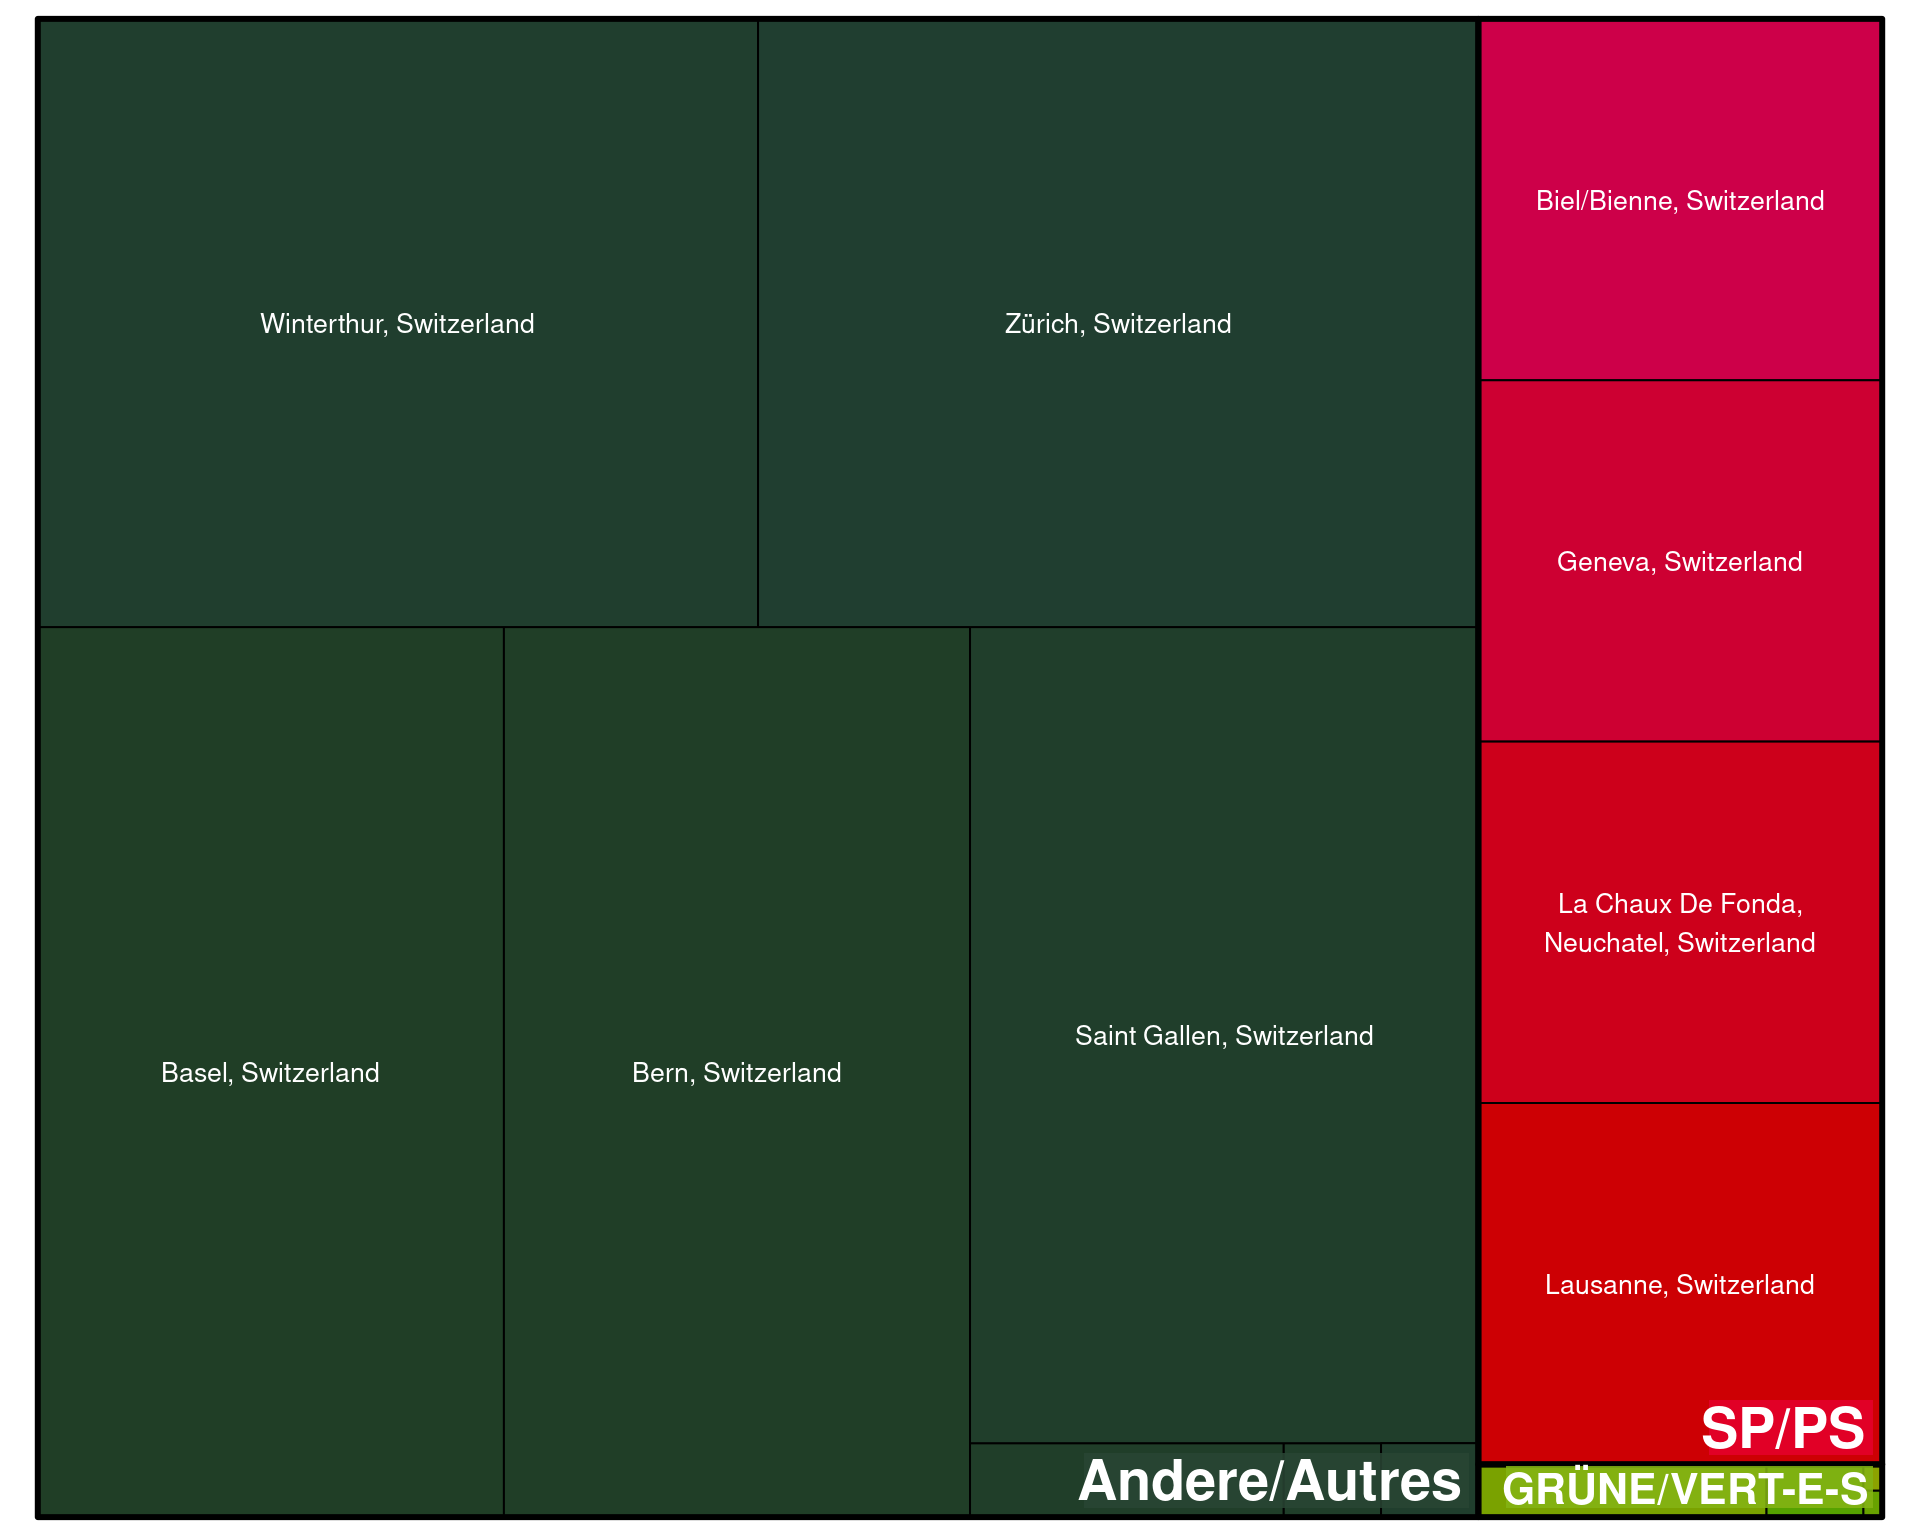 Winterthur, Switzerland
Zürich, Switzerland
Biel/Bienne, Switzerland
Geneva, Switzerland
La Chaux De Fonda,
Neuchatel, Switzerland
Saint Gallen, Switzerland
Basel, Switzerland
Bern, Switzerland
Lausanne, Switzerland
SP/PS
Andere/Autres
GRÜNE/VERT-E-S